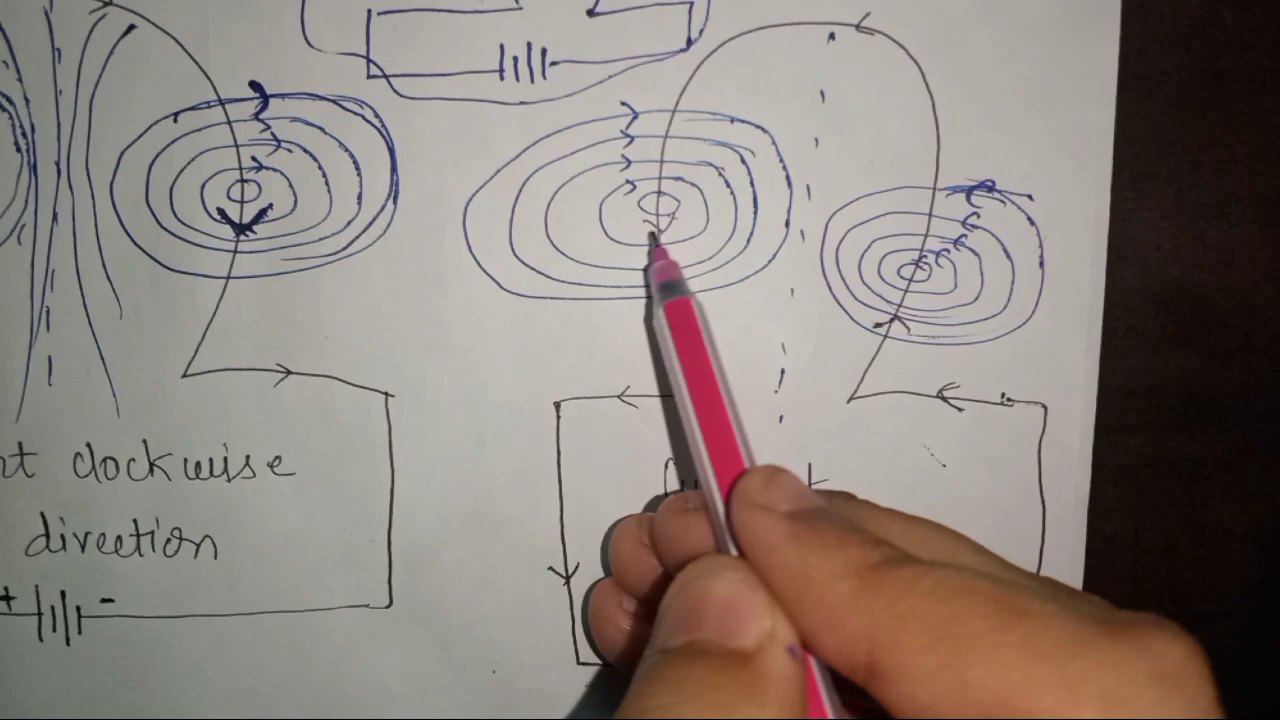 clockwise
direction
+ -